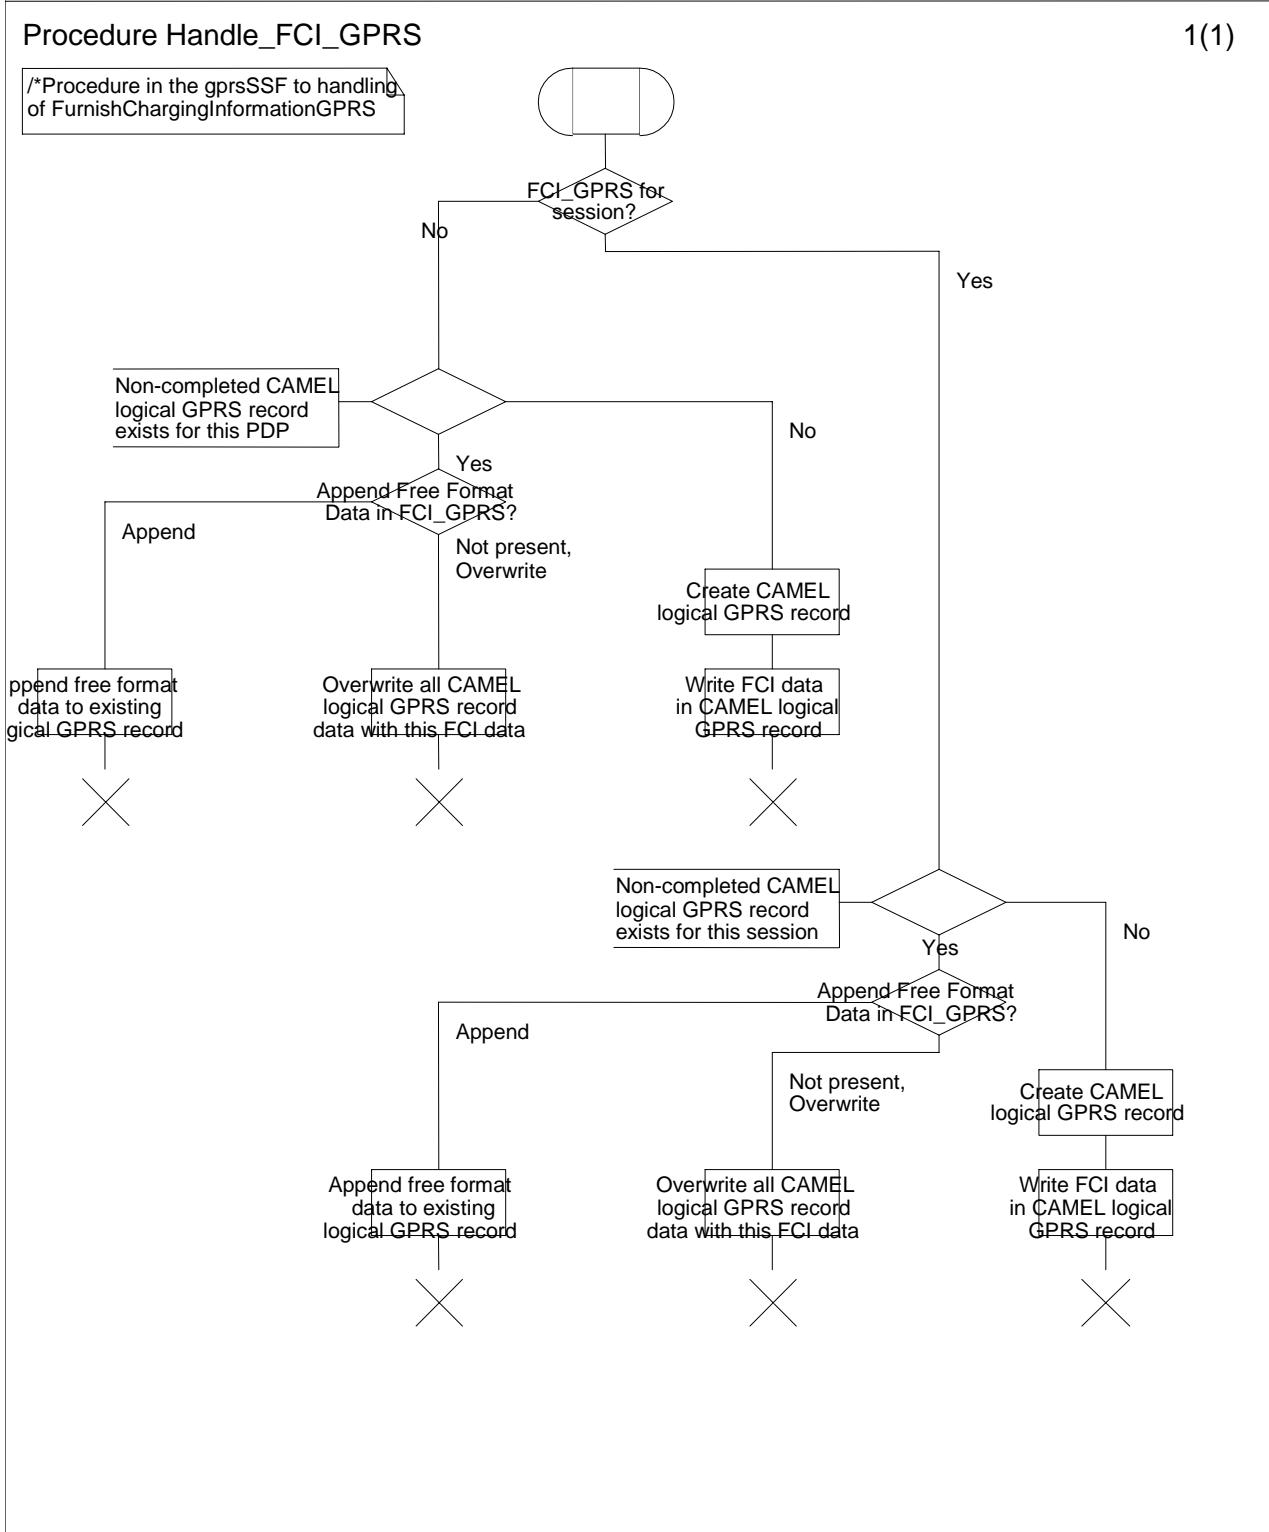 Procedure Handle_FCI_GPRS
1(1)
/*Procedure in the gprsSSF to handling
of FurnishChargingInformationGPRS
FCI_GPRS for
session?
No
Yes
Non-completed CAMEL
logical GPRS record
exists for this PDP
No
Yes
Append Free Format
Data in FCI_GPRS?
Append
Not present,
Overwrite
Create CAMEL
logical GPRS record
ppend free format
data to existing
gical GPRS record
Overwrite all CAMEL
logical GPRS record
data with this FCI data
Write FCI data
in CAMEL logical
GPRS record
Non-completed CAMEL
logical GPRS record
exists for this session
No
Yes
Append Free Format
Data in FCI_GPRS?
Append
Not present,
Overwrite
Create CAMEL
logical GPRS record
Append free format
data to existing
logical GPRS record
Overwrite all CAMEL
logical GPRS record
data with this FCI data
Write FCI data
in CAMEL logical
GPRS record